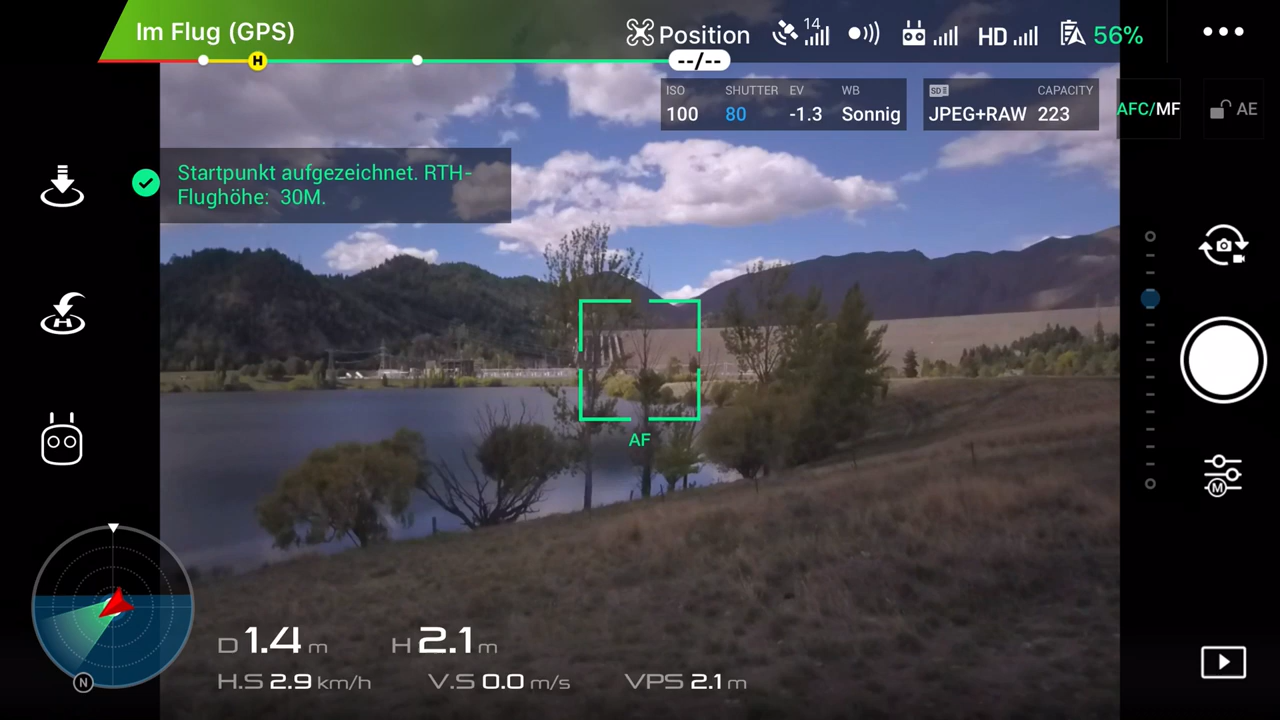 Im Flug (GPS)
Position
14
HD
56%
H
--/--
ISO SHUTTER EV WB
100 80 -1.3 Sonnig
SD CAPACITY
JPEG+RAW 223
AFC/MF
AE
Startpunkt aufgezeichnet. RTH-
Flughöhe: 30M.
H
AF
M
N
D 1.4 m H 2.1 m
H.S 2.9 km/h V.S 0.0 m/s VPS 2.1 m